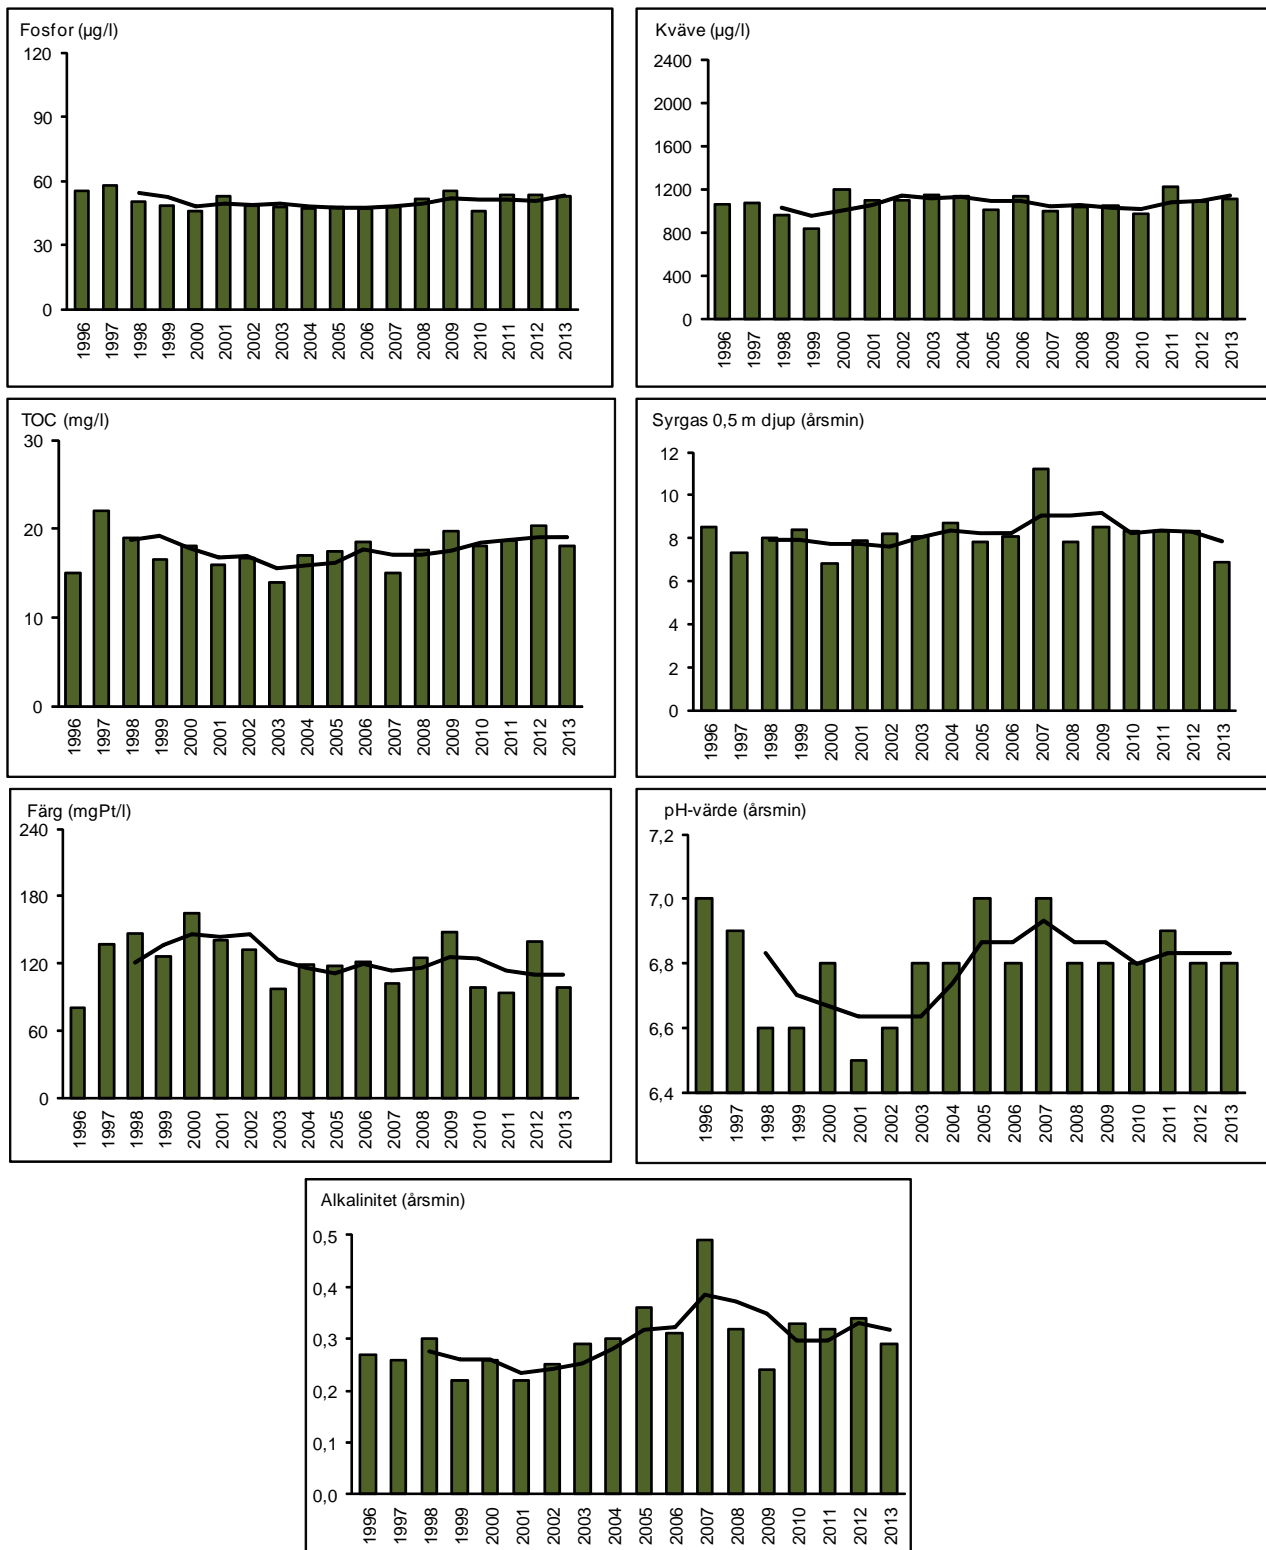 Fosfor (µg/l)
120
90
60
30
0
1996 1997 1998 1999 2000 2001 2002 2003 2004 2005 2006 2007 2008 2009 2010 2011 2012 2013
Kväve (µg/l)
2400
2000
1600
1200
800
400
0
1996 1997 1998 1999 2000 2001 2002 2003 2004 2005 2006 2007 2008 2009 2010 2011 2012 2013
TOC (mg/l)
30
20
10
0
1996 1997 1998 1999 2000 2001 2002 2003 2004 2005 2006 2007 2008 2009 2010 2011 2012 2013
Syrgas 0,5 m djup (årsmin)
12
10
8
6
4
2
0
1996 1997 1998 1999 2000 2001 2002 2003 2004 2005 2006 2007 2008 2009 2010 2011 2012 2013
Färg (mgPt/l)
240
180
120
60
0
1996 1997 1998 1999 2000 2001 2002 2003 2004 2005 2006 2007 2008 2009 2010 2011 2012 2013
pH-värde (årsmin)
7,2
7,0
6,8
6,6
6,4
1996 1997 1998 1999 2000 2001 2002 2003 2004 2005 2006 2007 2008 2009 2010 2011 2012 2013
Alkalinitet (årsmin)
0,5
0,4
0,3
0,2
0,1
0,0
1996 1997 1998 1999 2000 2001 2002 2003 2004 2005 2006 2007 2008 2009 2010 2011 2012 2013